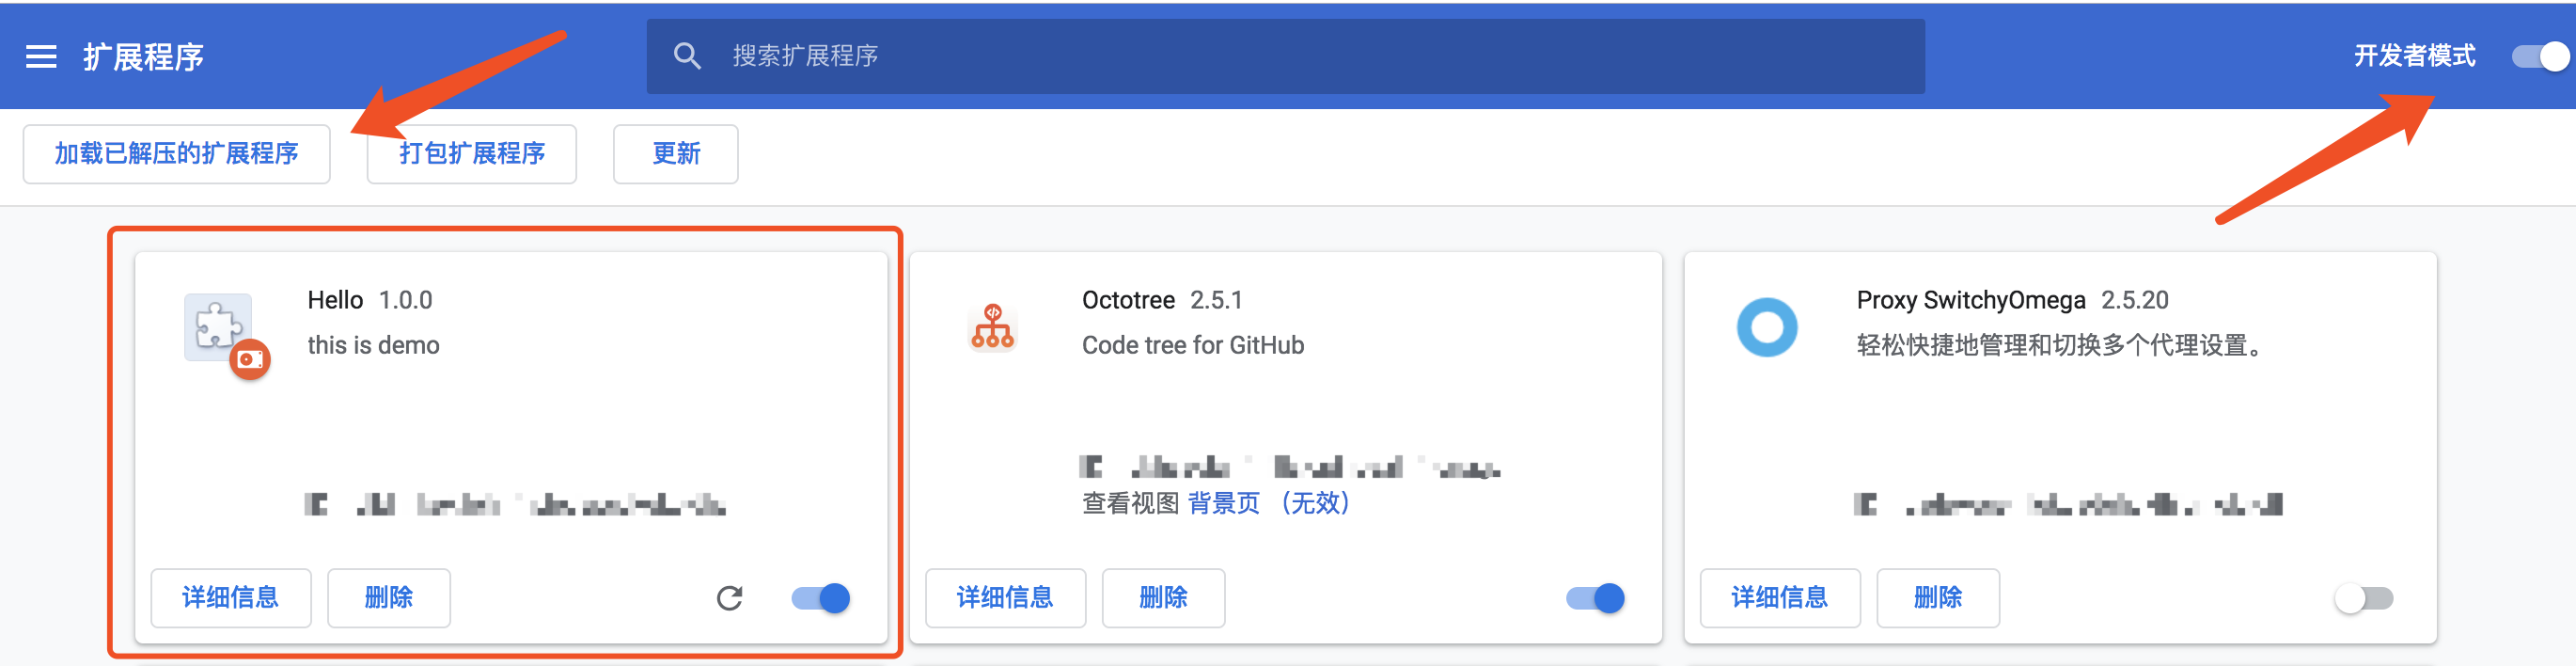 扩展程序
搜索扩展程序
开发者模式
加载已解压的扩展程序
打包扩展程序
更新
Hello 1.0.0
this is demo
详细信息
删除
Octotree 2.5.1
Code tree for GitHub
查看视图 背景页 （无效）
详细信息
删除
Proxy SwitchyOmega 2.5.20
轻松快捷地管理和切换多个代理设置。
详细信息
删除